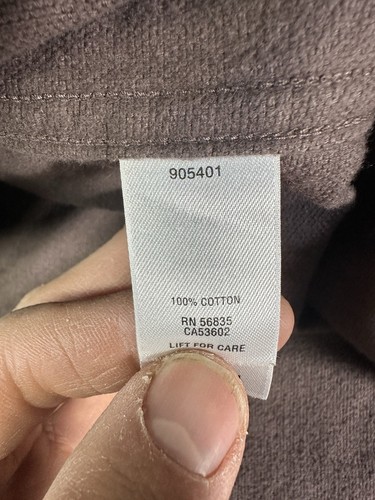 905401
100% COTTON
RN 56835
CA53602
LIFT FOR CARE